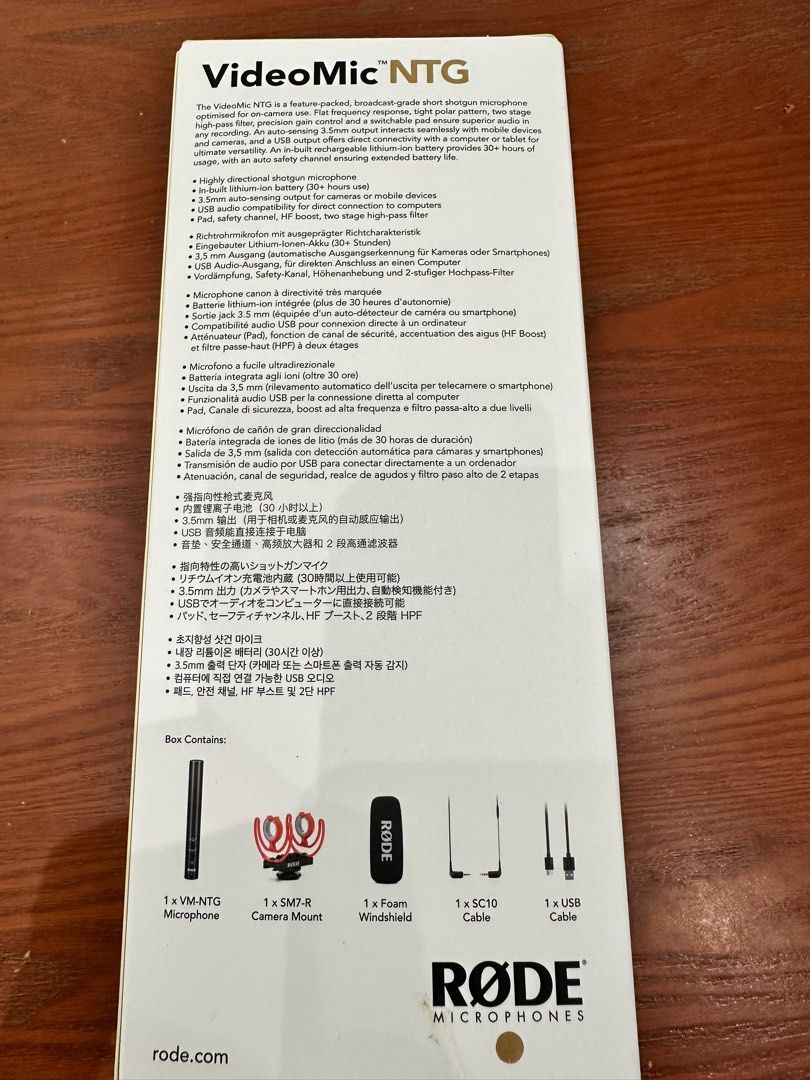 VideoMic™ NTG
The VideoMic NTG is a feature-packed, broadcast-grade short shotgun microphone
optimised for on-camera use. Flat frequency response, tight polar pattern, two stage
high-pass filter, precision gain control and a switchable pad ensure superior audio in
any recording. An auto-sensing 3.5mm output interacts seamlessly with mobile devices
and cameras, and a USB output offers direct connectivity with a computer or tablet for
ultimate versatility. An in-built rechargeable lithium-ion battery provides 30+ hours of
usage, with an auto safety channel ensuring extended battery life.
• Highly directional shotgun microphone
• In-built lithium-ion battery (30+ hours use)
• 3.5mm auto-sensing output for cameras or mobile devices
• USB audio compatibility for direct connection to computers
• Pad, safety channel, HF boost, two stage high-pass filter
• Richtrohrmikrofon mit ausgeprägter Richtcharakteristik
• Eingebauter Lithium-Ionen-Akku (30+ Stunden)
• 3,5 mm Ausgang (automatische Ausgangserkennung für Kameras oder Smartphones)
• USB Audio-Ausgang, für direkten Anschluss an einen Computer
• Vordämpfung, Safety-Kanal, Höhenanhebung und 2-stufiger Hochpass-Filter
• Microphone canon à directivité très marquée
• Batterie lithium-ion intégrée (plus de 30 heures d'autonomie)
• Sortie jack 3.5 mm (équipée d'un auto-détecteur de caméra ou smartphone)
• Compatibilité audio USB pour connexion directe à un ordinateur
• Atténuateur (Pad), fonction de canal de sécurité, accentuation des aigus (HF Boost)
et filtre passe-haut (HPF) à deux étages
• Microfono a fucile ultradirezionale
• Batteria integrata agli ioni (oltre 30 ore)
• Uscita da 3,5 mm (rilevamento automatico dell'uscita per telecamere o smartphone)
• Funzionalità audio USB per la connessione diretta al computer
• Pad, Canale di sicurezza, boost ad alta frequenza e filtro passa-alto a due livelli
• Micrófono de cañón de gran direccionalidad
• Batería integrada de iones de litio (más de 30 horas de duración)
• Salida de 3,5 mm (salida con detección automática para cámaras y smartphones)
• Transmisión de audio por USB para conectar directamente a un ordenador
• Atenuación, canal de seguridad, realce de agudos y filtro paso alto de 2 etapas
• 强指向性枪式麦克风
• 内置锂离子电池（30 小时以上）
• 3.5mm 输出（用于相机或麦克风的自动感应输出）
• USB 音频能直接连接于电脑
• 音垫、安全通道、高频放大器和 2 段高通滤波器
• 指向特性の高いショットガンマイク
• リチウムイオン充電池内蔵 (30時間以上使用可能)
• 3.5mm 出力 (カメラやスマートホン用出力、自動検知機能付き)
• USBでオーディオをコンピューターに直接接続可能
• パッド、セーフティチャンネル、HF ブースト、2 段階 HPF
• 초지향성 샷건 마이크
• 내장 리튬이온 배터리 (30시간 이상)
• 3.5mm 출력 단자 (카메라 또는 스마트폰 출력 자동 감지)
• 컴퓨터에 직접 연결 가능한 USB 오디오
• 패드, 안전 채널, HF 부스트 및 2단 HPF
Box Contains:
RØDE
RØDE
1 x VM-NTG
Microphone
1 x SM7-R
Camera Mount
1 x Foam
Windshield
1 x SC10
Cable
1 x USB
Cable
RØDE®
MICROPHONES
rode.com